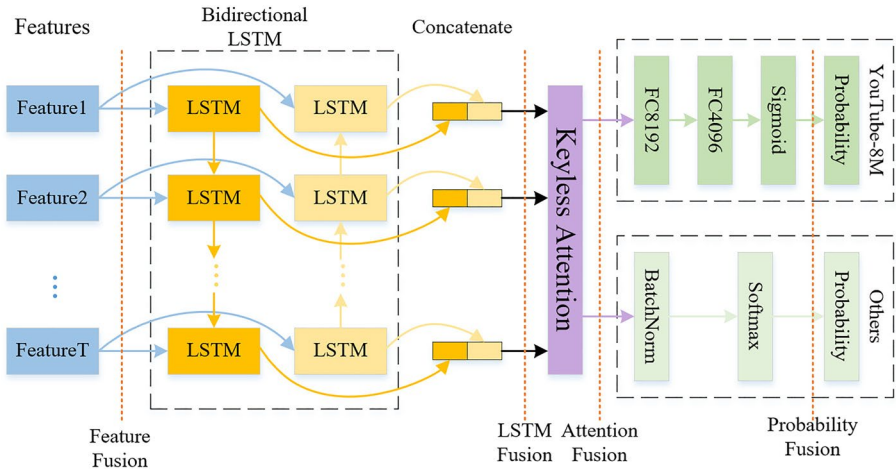 Features
Bidirectional
LSTM
Concatenate
Feature1
LSTM
LSTM
Feature2
LSTM
LSTM
FeatureT
LSTM
LSTM
Keyless Attention
FC8192
FC4096
Sigmoid
Probability
YouTube-8M
BatchNorm
Softmax
Probability
Others
Feature
Fusion
LSTM
Fusion
Attention
Fusion
Probability
Fusion